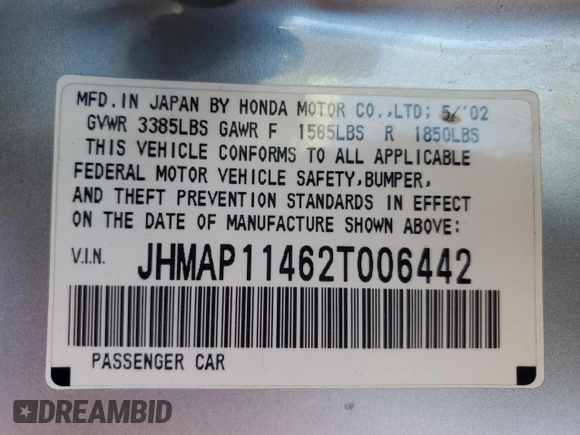 MFD.IN JAPAN BY HONDA MOTOR CO.,LTD; 5/'02
GVWR 3385LBS GAWR F 1565LBS R 1850LBS
THIS VEHICLE CONFORMS TO ALL APPLICABLE
FEDERAL MOTOR VEHICLE SAFETY,BUMPER,
AND THEFT PREVENTION STANDARDS IN EFFECT
ON THE DATE OF MANUFACTURE SHOWN ABOVE:
V.I.N. JHMAP11462T006442
PASSENGER CAR
DREAMBID